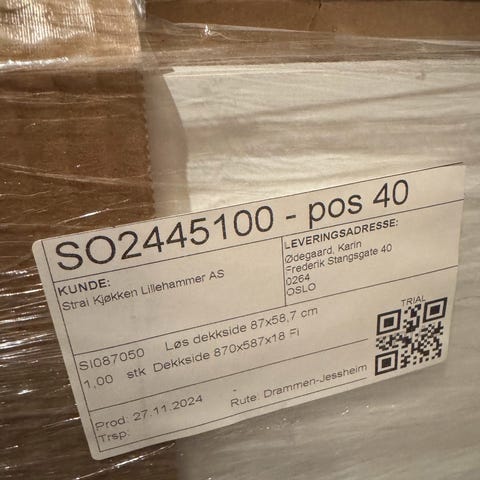 SO2445100 - pos 40
KUNDE:
Strai Kjøkken Lillehammer AS
LEVERINGSADRESSE:
Ødegaard, Karin
Frederik Stangsgate 40
0264
OSLO
SI087050 Løs dekkside 87x58,7 cm
1,00 stk Dekkside 870x587x18 Fi
TRIAL
Prod: 27.11.2024 -
Trsp: Rute: Drammen-Jessheim